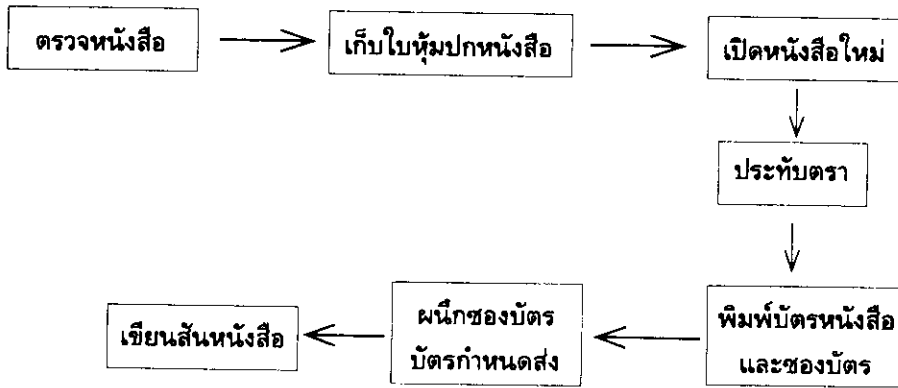 ตรวจหนังสือ
เก็บใบหุ้มปกหนังสือ
เปิดหนังสือใหม่
ประทับตรา
พิมพ์บัตรหนังสือ
และซองบัตร
ผนึกซองบัตร
บัตรกำหนดส่ง
เขียนสันหนังสือ